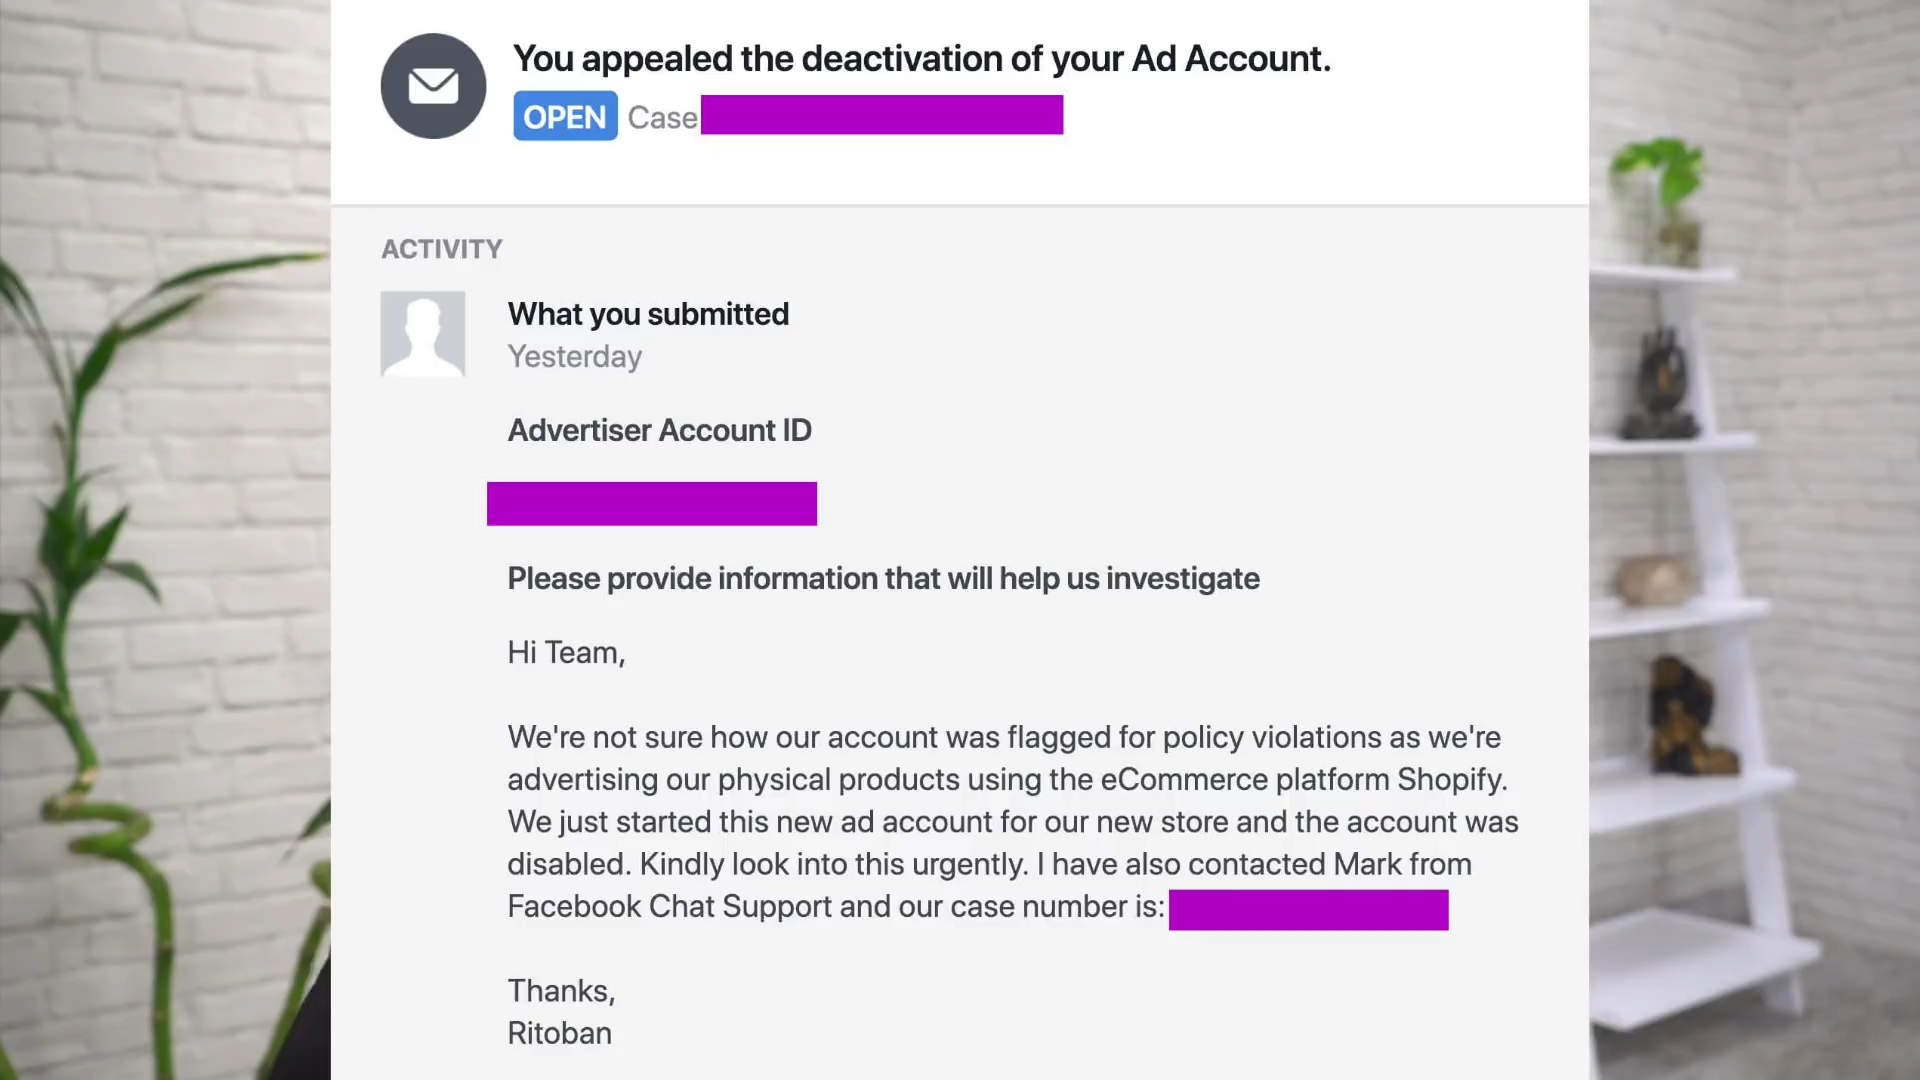 You appealed the deactivation of your Ad Account.
OPEN Case
ACTIVITY
What you submitted
Yesterday
Advertiser Account ID
Please provide information that will help us investigate
Hi Team,
We're not sure how our account was flagged for policy violations as we're
advertising our physical products using the eCommerce platform Shopify.
We just started this new ad account for our new store and the account was
disabled. Kindly look into this urgently. I have also contacted Mark from
Facebook Chat Support and our case number is:
Thanks,
Ritoban